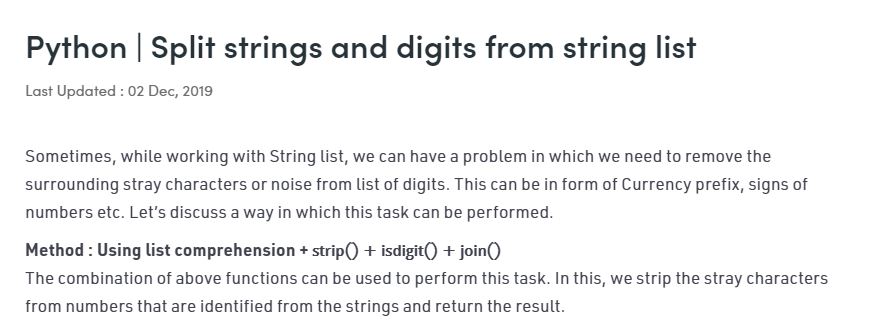 Python | Split strings and digits from string list
Last Updated : 02 Dec, 2019
Sometimes, while working with String list, we can have a problem in which we need to remove the
surrounding stray characters or noise from list of digits. This can be in form of Currency prefix, signs of
numbers etc. Let’s discuss a way in which this task can be performed.
Method : Using list comprehension + strip() + isdigit() + join()
The combination of above functions can be used to perform this task. In this, we strip the stray characters
from numbers that are identified from the strings and return the result.